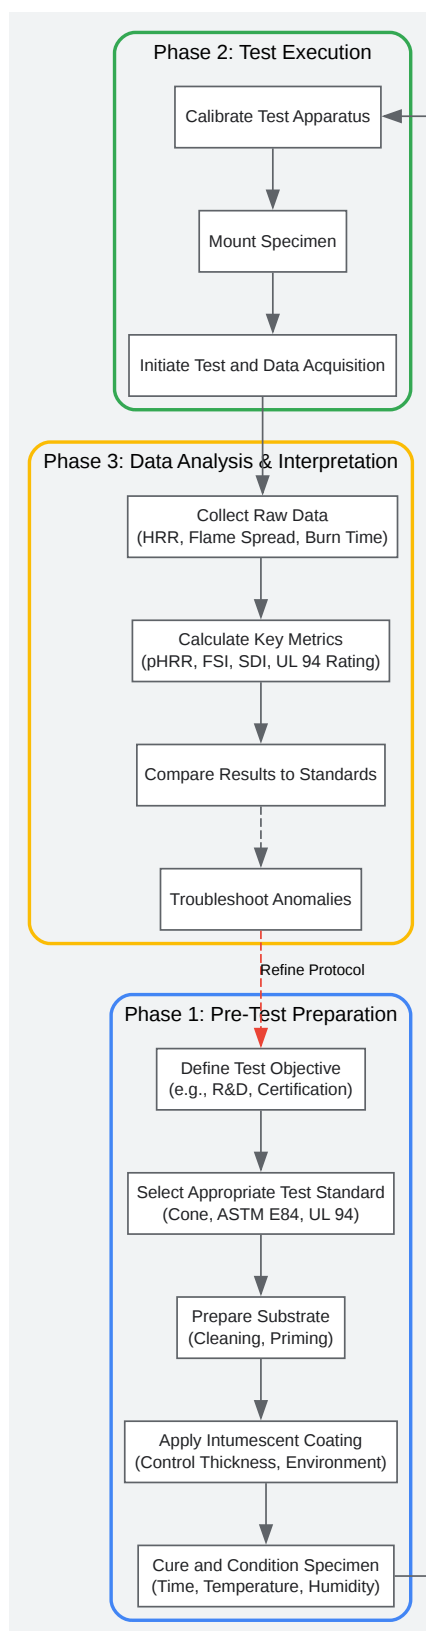 Phase 2: Test Execution
Calibrate Test Apparatus
Mount Specimen
Initiate Test and Data Acquisition
Phase 3: Data Analysis & Interpretation
Collect Raw Data
(HRR, Flame Spread, Burn Time)
Calculate Key Metrics
(pHRR, FSI, SDI, UL 94 Rating)
Compare Results to Standards
Troubleshoot Anomalies
Refine Protocol
Phase 1: Pre-Test Preparation
Define Test Objective
(e.g., R&D, Certification)
Select Appropriate Test Standard
(Cone, ASTM E84, UL 94)
Prepare Substrate
(Cleaning, Priming)
Apply Intumescent Coating
(Control Thickness, Environment)
Cure and Condition Specimen
(Time, Temperature, Humidity)